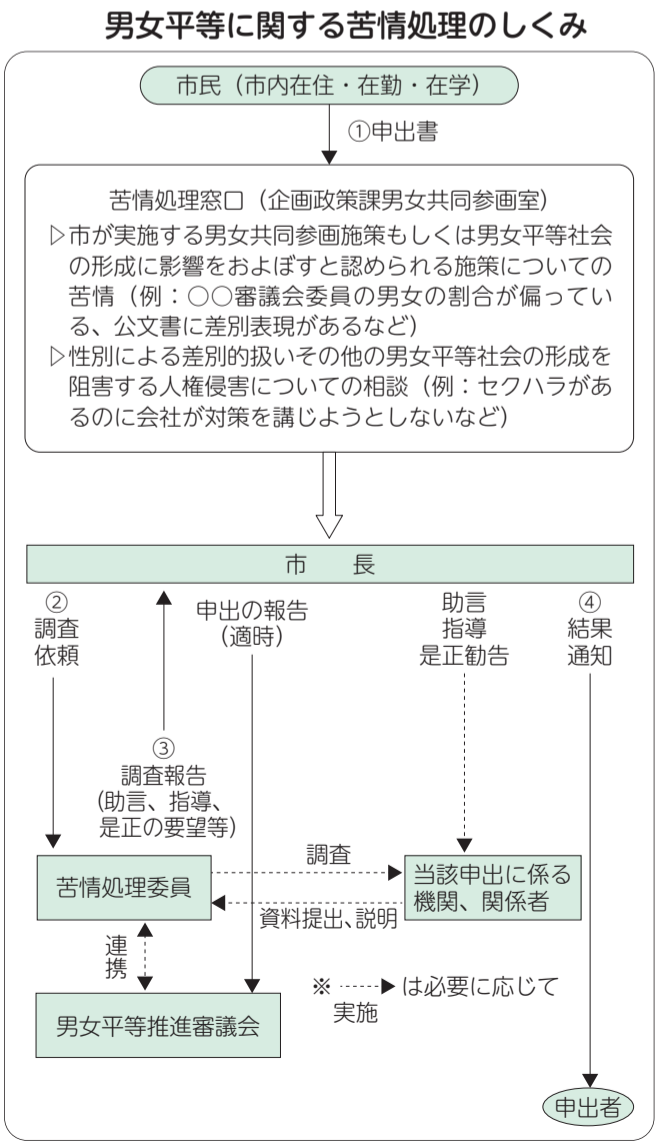 男女平等に関する苦情処理のしくみ
市民（市内在住・在勤・在学）
①申出書
苦情処理窓口（企画政策課男女共同参画室）
▷市が実施する男女共同参画施策もしくは男女平等社会
の形成に影響をおよぼすと認められる施策についての
苦情（例：○○審議会委員の男女の割合が偏ってい
る、公文書に差別表現があるなど）
▷性別による差別的扱いその他の男女平等社会の形成を
阻害する人権侵害についての相談（例：セクハラがあ
るのに会社が対策を講じようとしないなど）
市　長
②
調査
依頼
申出の報告
（適時）
助言
指導
是正勧告
④
結果
通知
③
調査報告
（助言、指導、
是正の要望等）
苦情処理委員
調査
資料提出、説明
当該申出に係る
機関、関係者
連
携
男女平等推進審議会
※ は必要に応じて
実施
申出者